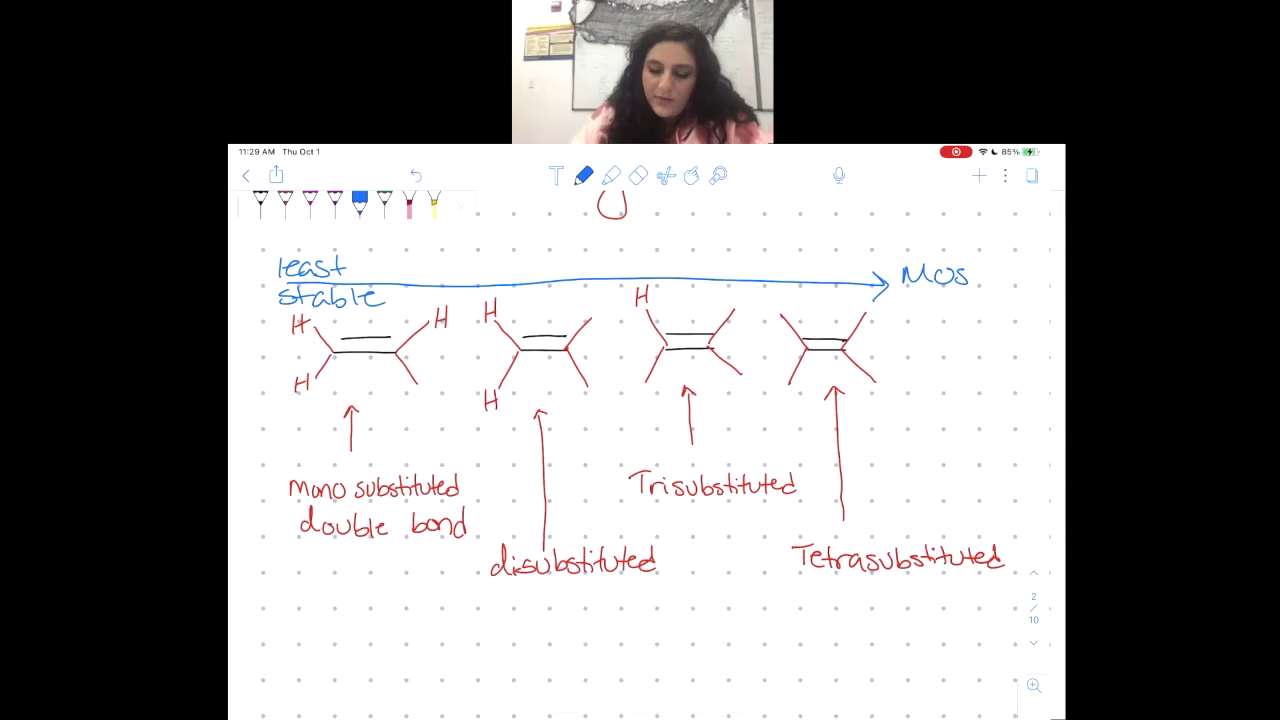 11:29 AM Thu Oct 1
85%
T
least
stable
Mos
H
H
H
H
H
H
Mono substituted
double bond
disubstituted
Trisubstituted
Tetrasubstituted
2
/
10